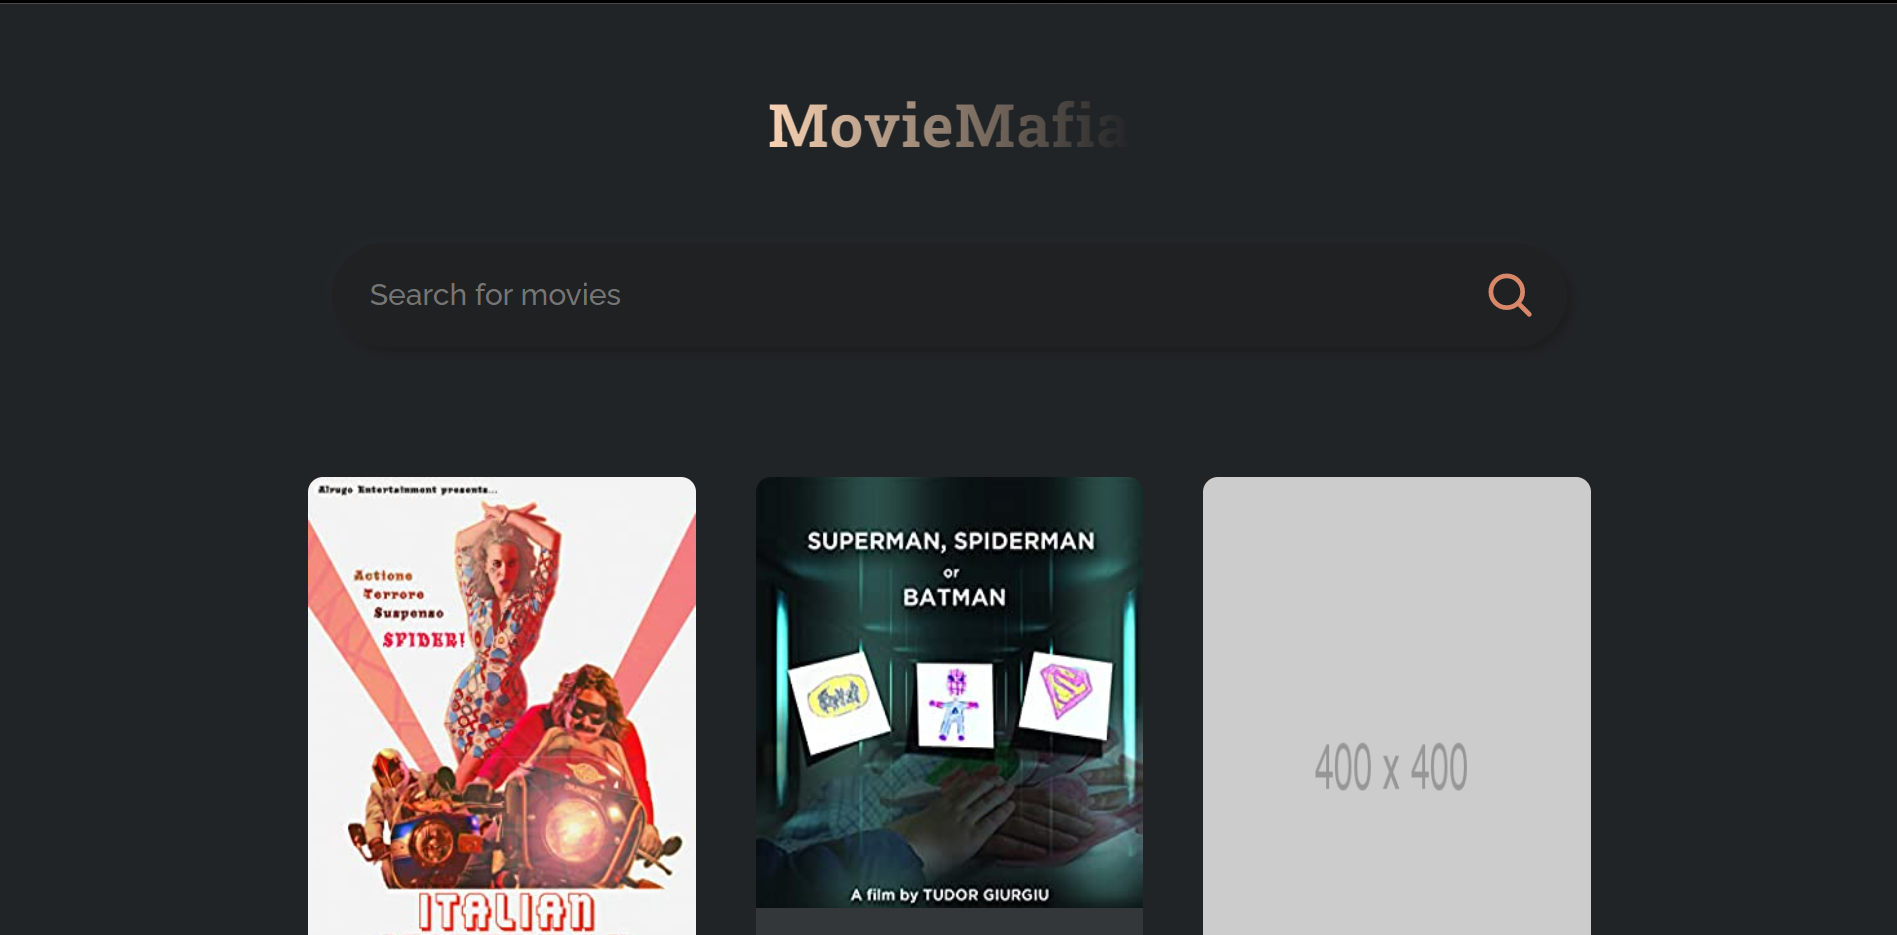 MovieMafia
Search for movies
Alrugo Entertainment presents...
Actione
Terrore
Suspenso
SPIDER!
ITALIAN
SUPERMAN, SPIDERMAN
or
BATMAN
A film by TUDOR GIURGIU
400 x 400